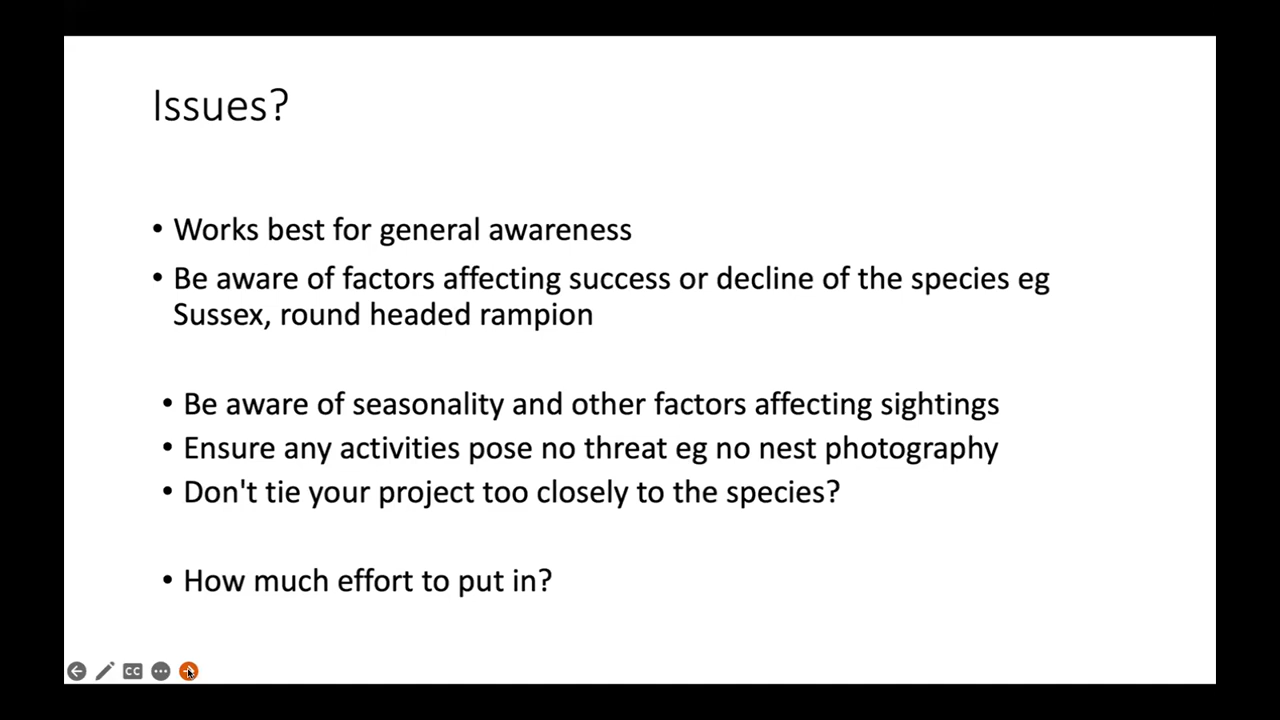 Issues?
• Works best for general awareness
• Be aware of factors affecting success or decline of the species eg
Sussex, round headed rampion
• Be aware of seasonality and other factors affecting sightings
• Ensure any activities pose no threat eg no nest photography
• Don't tie your project too closely to the species?
• How much effort to put in?
CC